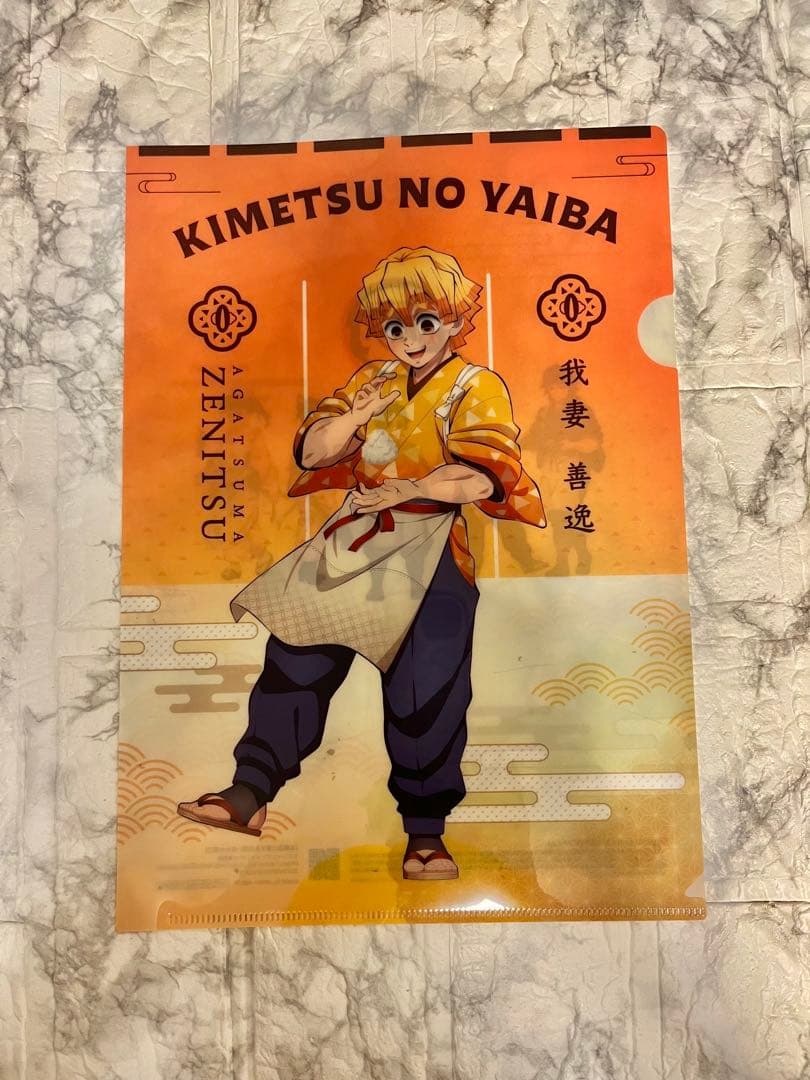 KIMETSU NO YAIBA
AGATSUMA
ZENITSU
我妻 善逸